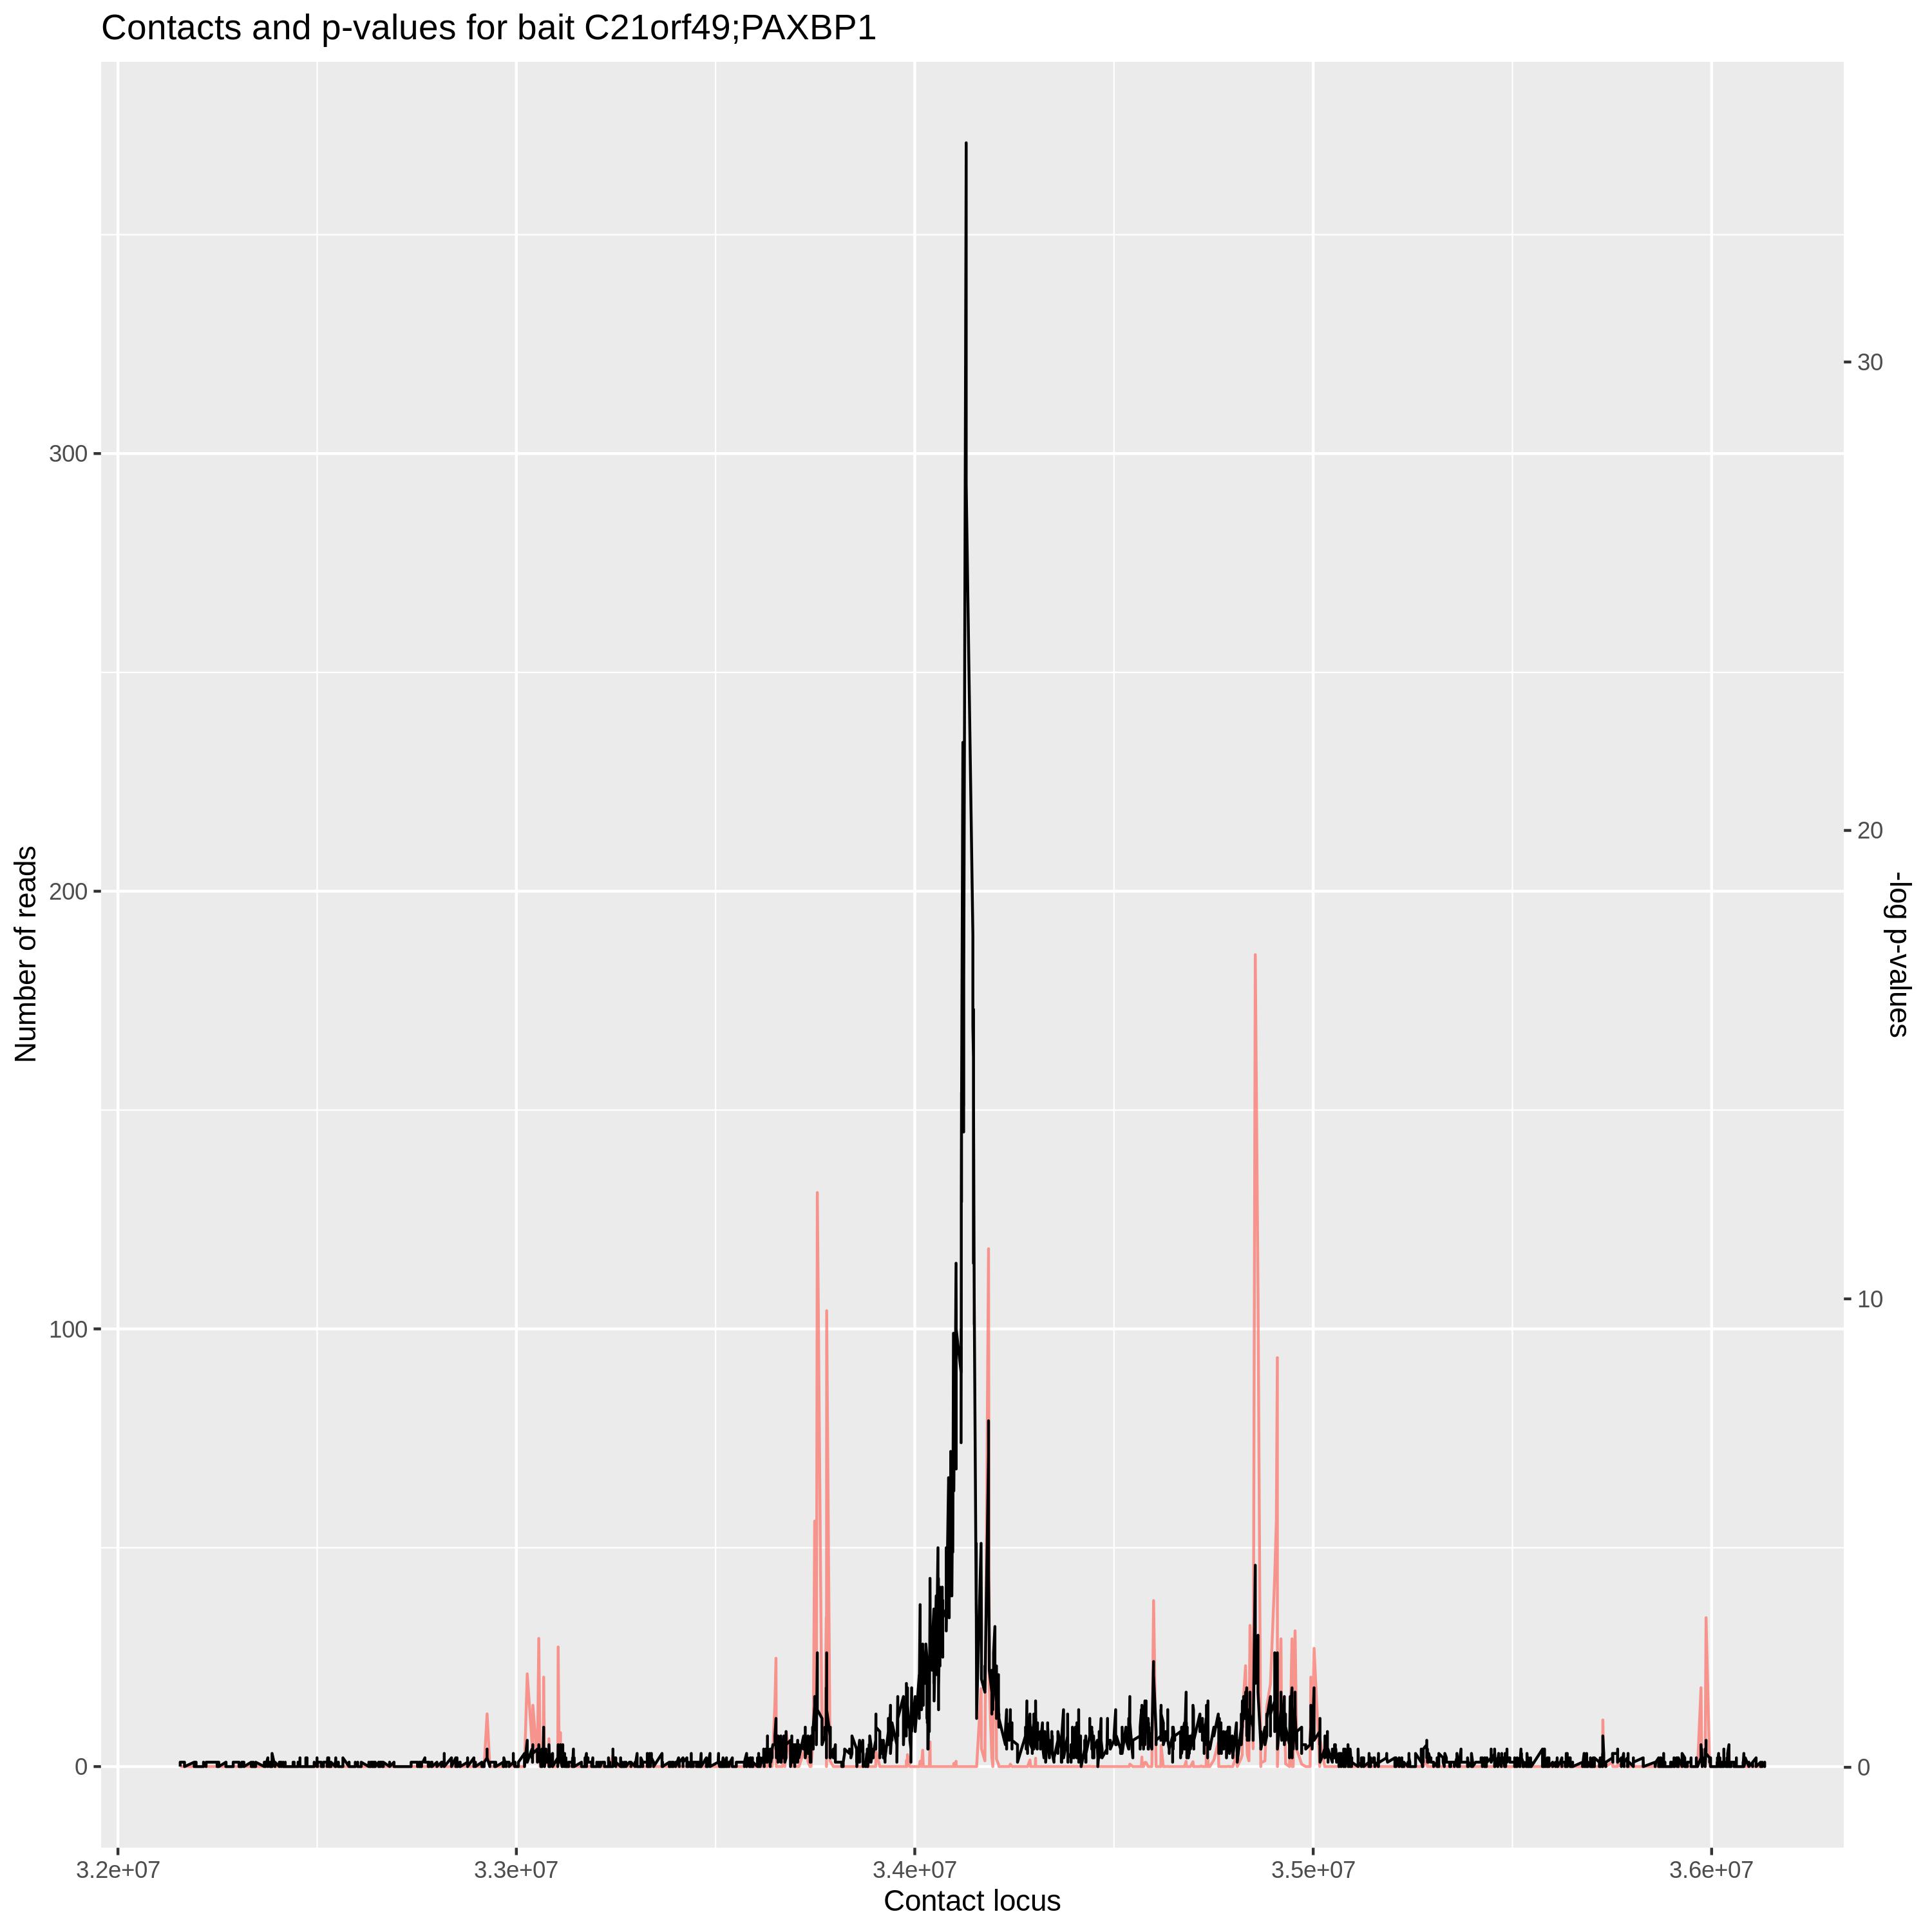 Contacts and p-values for bait C21orf49;PAXBP1
Number of reads
300
200
100
0
30
20
10
0
-log p-values
3.2e+07 3.3e+07 3.4e+07 3.5e+07 3.6e+07
Contact locus